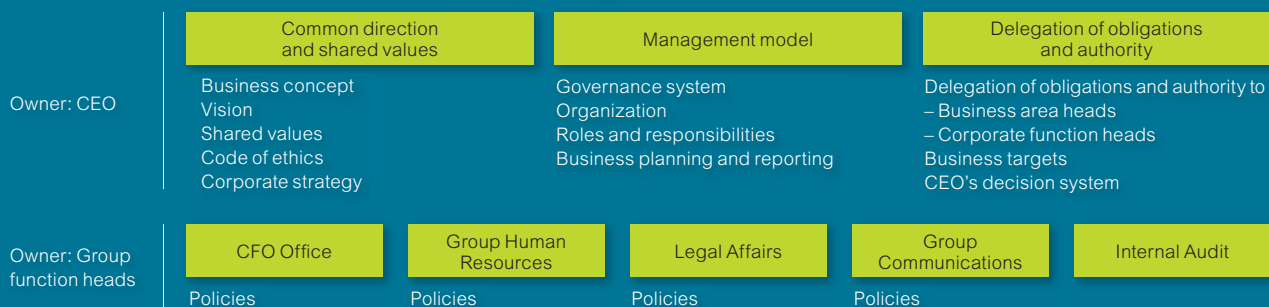 Common direction
and shared values
Management model
Delegation of obligations
and authority
Owner: CEO
Business concept
Vision
Shared values
Code of ethics
Corporate strategy
Governance system
Organization
Roles and responsibilities
Business planning and reporting
Delegation of obligations and authority to
– Business area heads
– Corporate function heads
Business targets
CEO's decision system
Owner: Group
function heads
CFO Office
Group Human
Resources
Legal Affairs
Group
Communications
Internal Audit
Policies
Policies
Policies
Policies